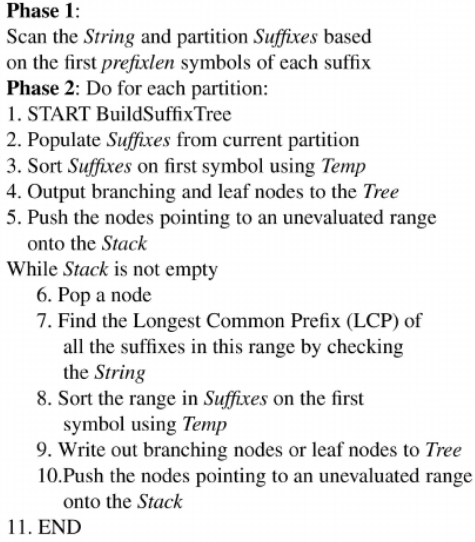 Phase 1:
Scan the String and partition Suffixes based
on the first prefixlen symbols of each suffix
Phase 2: Do for each partition:
1. START BuildSuffixTree
2. Populate Suffixes from current partition
3. Sort Suffixes on first symbol using Temp
4. Output branching and leaf nodes to the Tree
5. Push the nodes pointing to an unevaluated range
onto the Stack
While Stack is not empty
6. Pop a node
7. Find the Longest Common Prefix (LCP) of
all the suffixes in this range by checking
the String
8. Sort the range in Suffixes on the first
symbol using Temp
9. Write out branching nodes or leaf nodes to Tree
10.Push the nodes pointing to an unevaluated range
onto the Stack
11. END